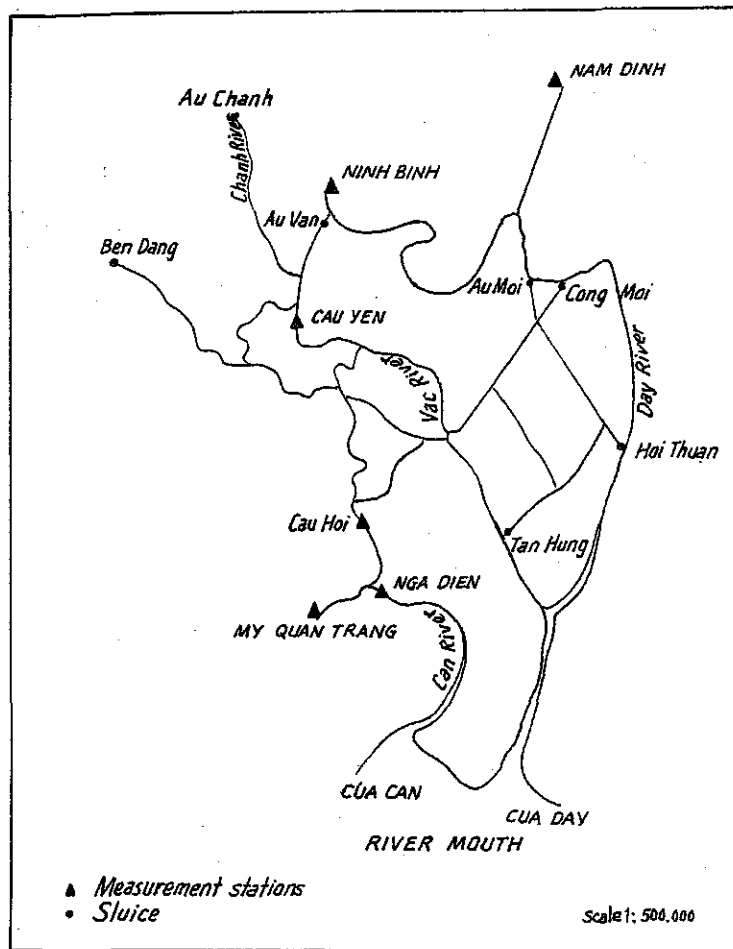 NAM DINH
Au Chanh
Chanh River
NINH BINH
Au Van
Ben Dang
Au Moi
Cong Moi
CAU YEN
Day River
Vac River
Hoi Thuan
Cau Hoi
Tan Hung
NGA DIEN
MY QUAN TRANG
Can River
CUA CAN
CUA DAY
RIVER MOUTH
Measurement stations
Sluice
Scale 1: 500.000